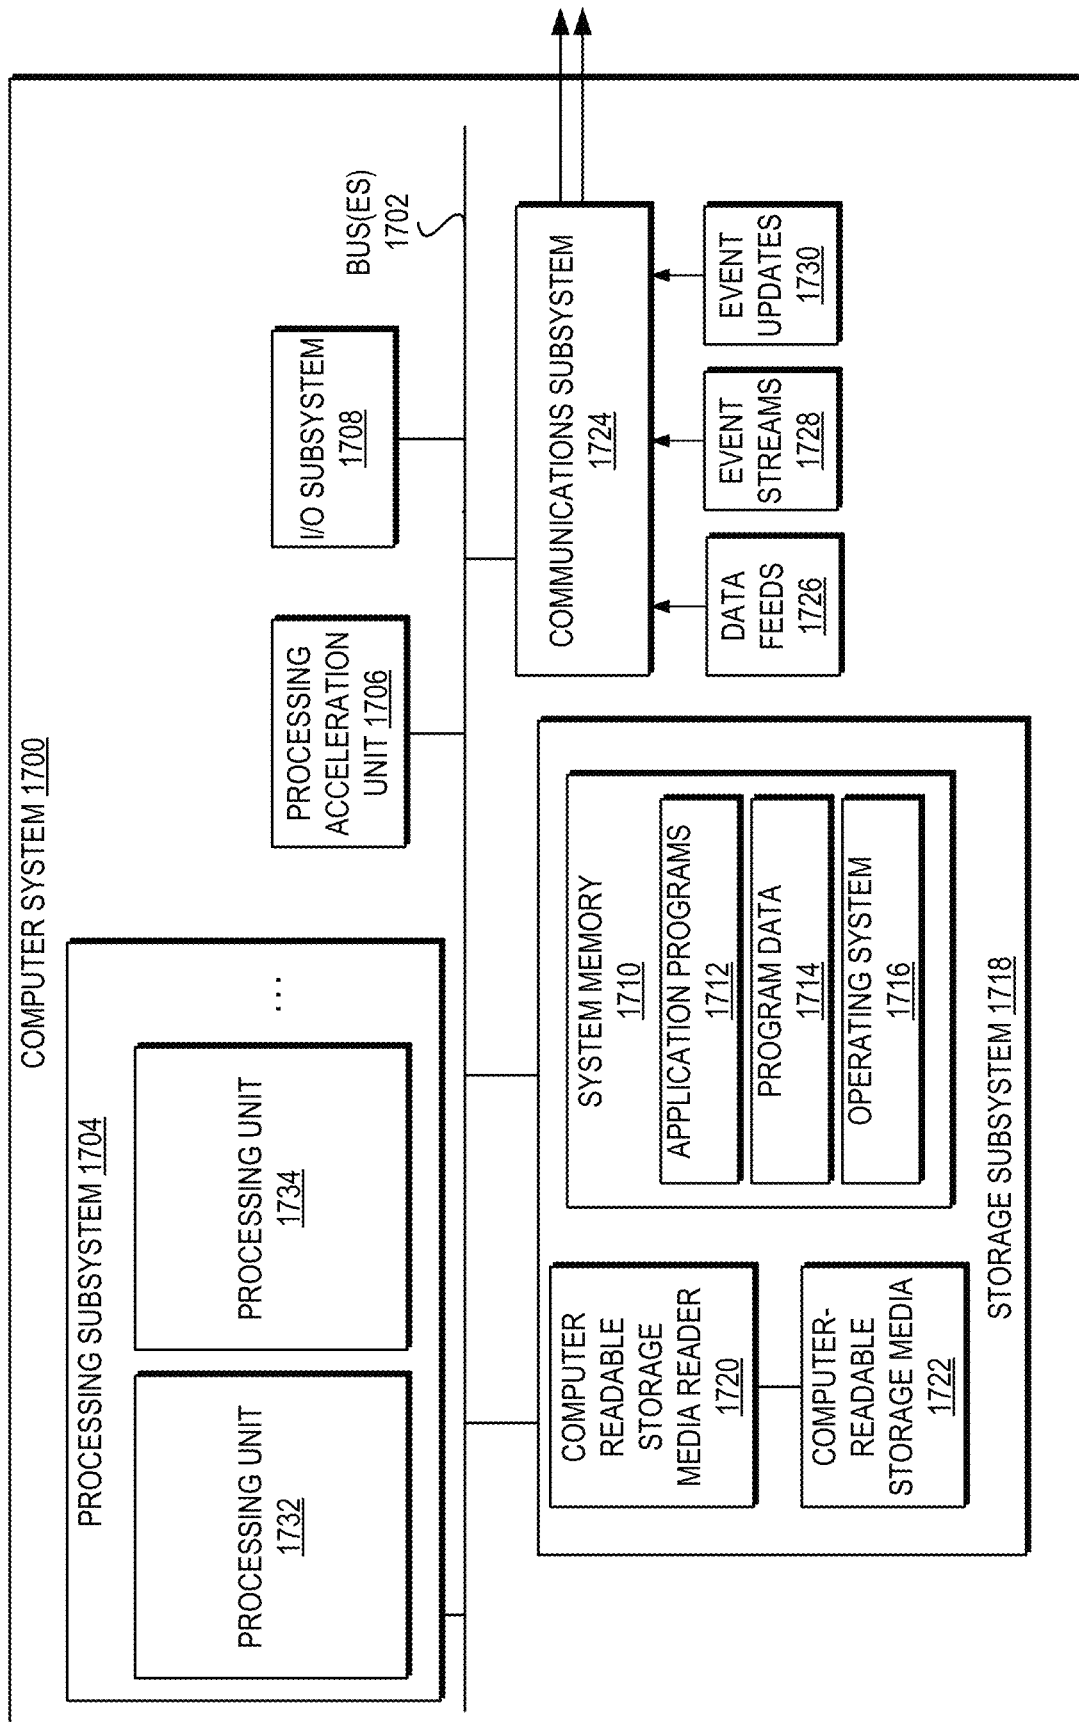 COMPUTER SYSTEM 1700
PROCESSING SUBSYSTEM 1704
PROCESSING UNIT
1732
PROCESSING UNIT
1734
...
PROCESSING
ACCELERATION
UNIT 1706
I/O SUBSYSTEM
1708
BUS(ES)
1702
COMPUTER
READABLE
STORAGE
MEDIA READER
1720
COMPUTER-
READABLE
STORAGE MEDIA
1722
SYSTEM MEMORY
1710
APPLICATION PROGRAMS
1712
PROGRAM DATA
1714
OPERATING SYSTEM
1716
STORAGE SUBSYSTEM 1718
COMMUNICATIONS SUBSYSTEM
1724
DATA
FEEDS
1726
EVENT
STREAMS
1728
EVENT
UPDATES
1730